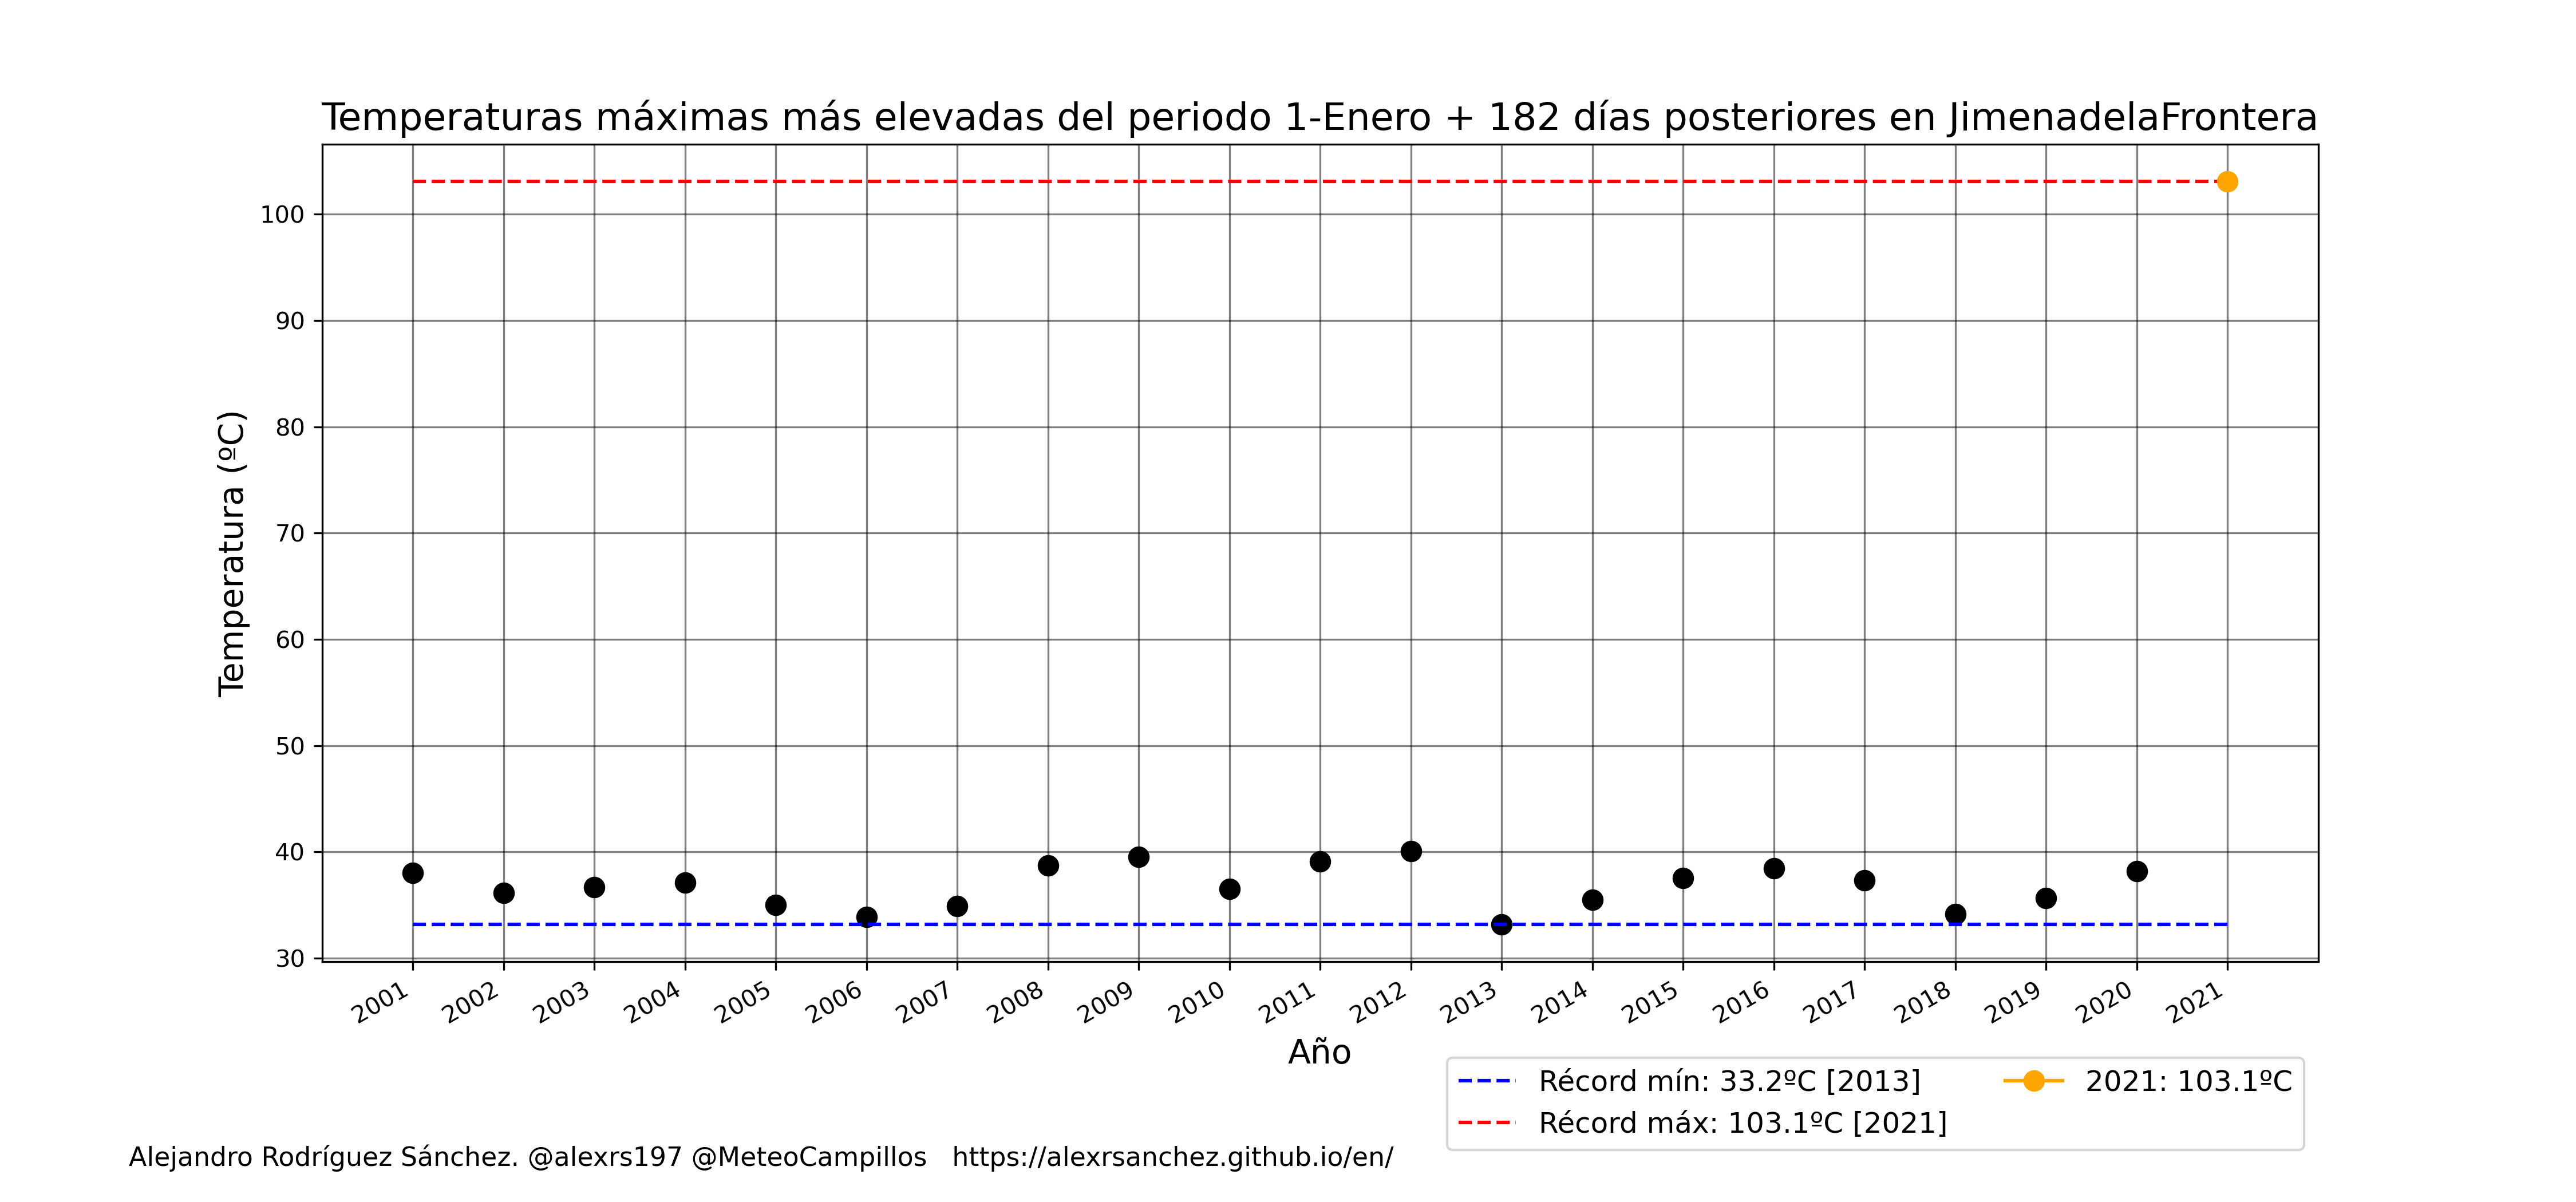 Temperaturas máximas más elevadas del periodo 1-Enero + 182 días posteriores en JimenadelaFrontera
Temperatura (ºC)
100
90
80
70
60
50
40
30
2001 2002 2003 2004 2005 2006 2007 2008 2009 2010 2011 2012 2013 2014 2015 2016 2017 2018 2019 2020 2021
Año
Récord mín: 33.2ºC [2013]
Récord máx: 103.1ºC [2021]
2021: 103.1ºC
Alejandro Rodríguez Sánchez. @alexrs197 @MeteoCampillos https://alexrsanchez.github.io/en/